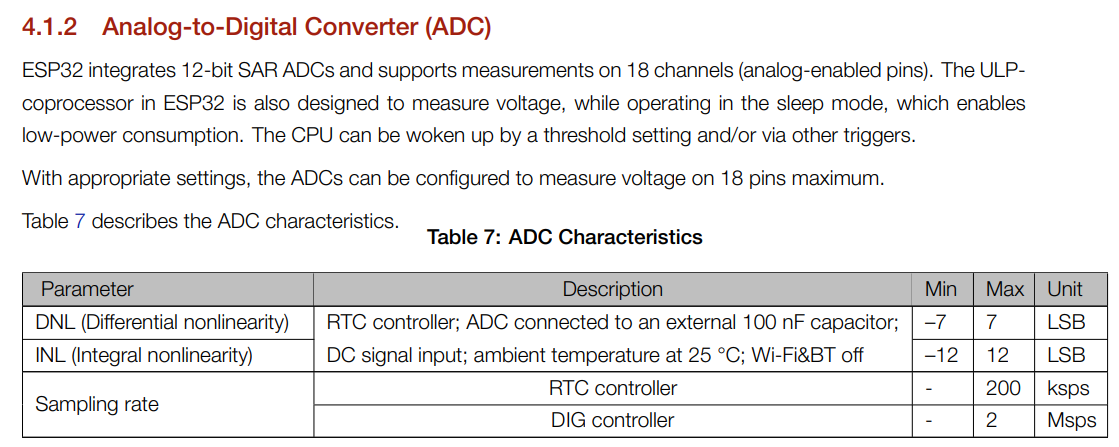 4.1.2 Analog-to-Digital Converter (ADC)
ESP32 integrates 12-bit SAR ADCs and supports measurements on 18 channels (analog-enabled pins). The ULP-
coprocessor in ESP32 is also designed to measure voltage, while operating in the sleep mode, which enables
low-power consumption. The CPU can be woken up by a threshold setting and/or via other triggers.
With appropriate settings, the ADCs can be configured to measure voltage on 18 pins maximum.
Table 7 describes the ADC characteristics.
Table 7: ADC Characteristics
Parameter Description Min Max Unit
DNL (Differential nonlinearity) RTC controller; ADC connected to an external 100 nF capacitor; –7 7 LSB
INL (Integral nonlinearity) DC signal input; ambient temperature at 25 °C; Wi-Fi&BT off –12 12 LSB
Sampling rate RTC controller - 200 ksps
DIG controller - 2 Msps